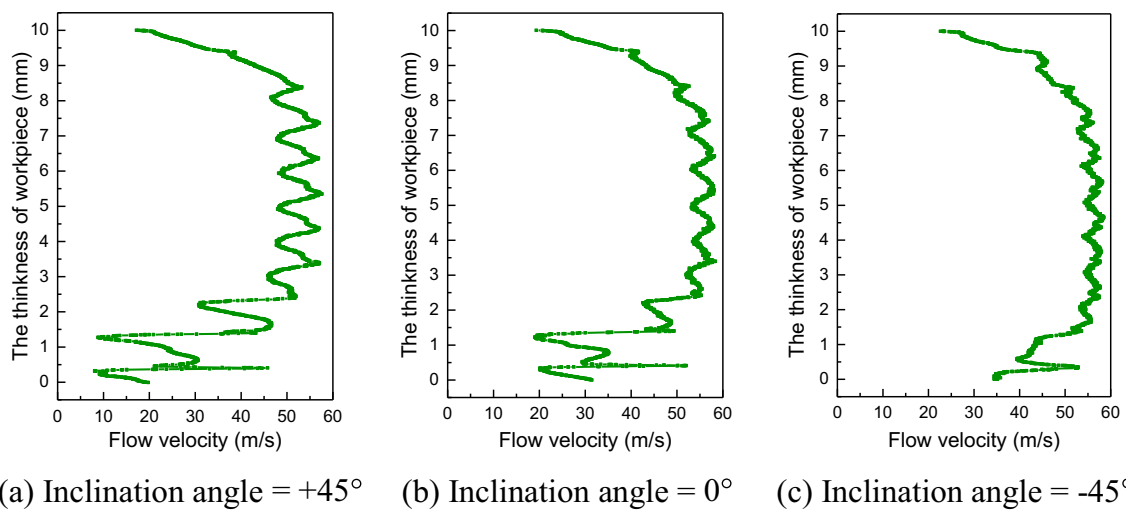 The thinkness of workpiece (mm)
10
9
8
7
6
5
4
3
2
1
0
0 10 20 30 40 50 60
Flow velocity (m/s)
(a) Inclination angle = +45°
The thinkness of workpiece (mm)
10
9
8
7
6
5
4
3
2
1
0
0 10 20 30 40 50 60
Flow velocity (m/s)
(b) Inclination angle = 0°
The thinkness of workpiece (mm)
10
9
8
7
6
5
4
3
2
1
0
0 10 20 30 40 50 60
Flow velocity (m/s)
(c) Inclination angle = -45°